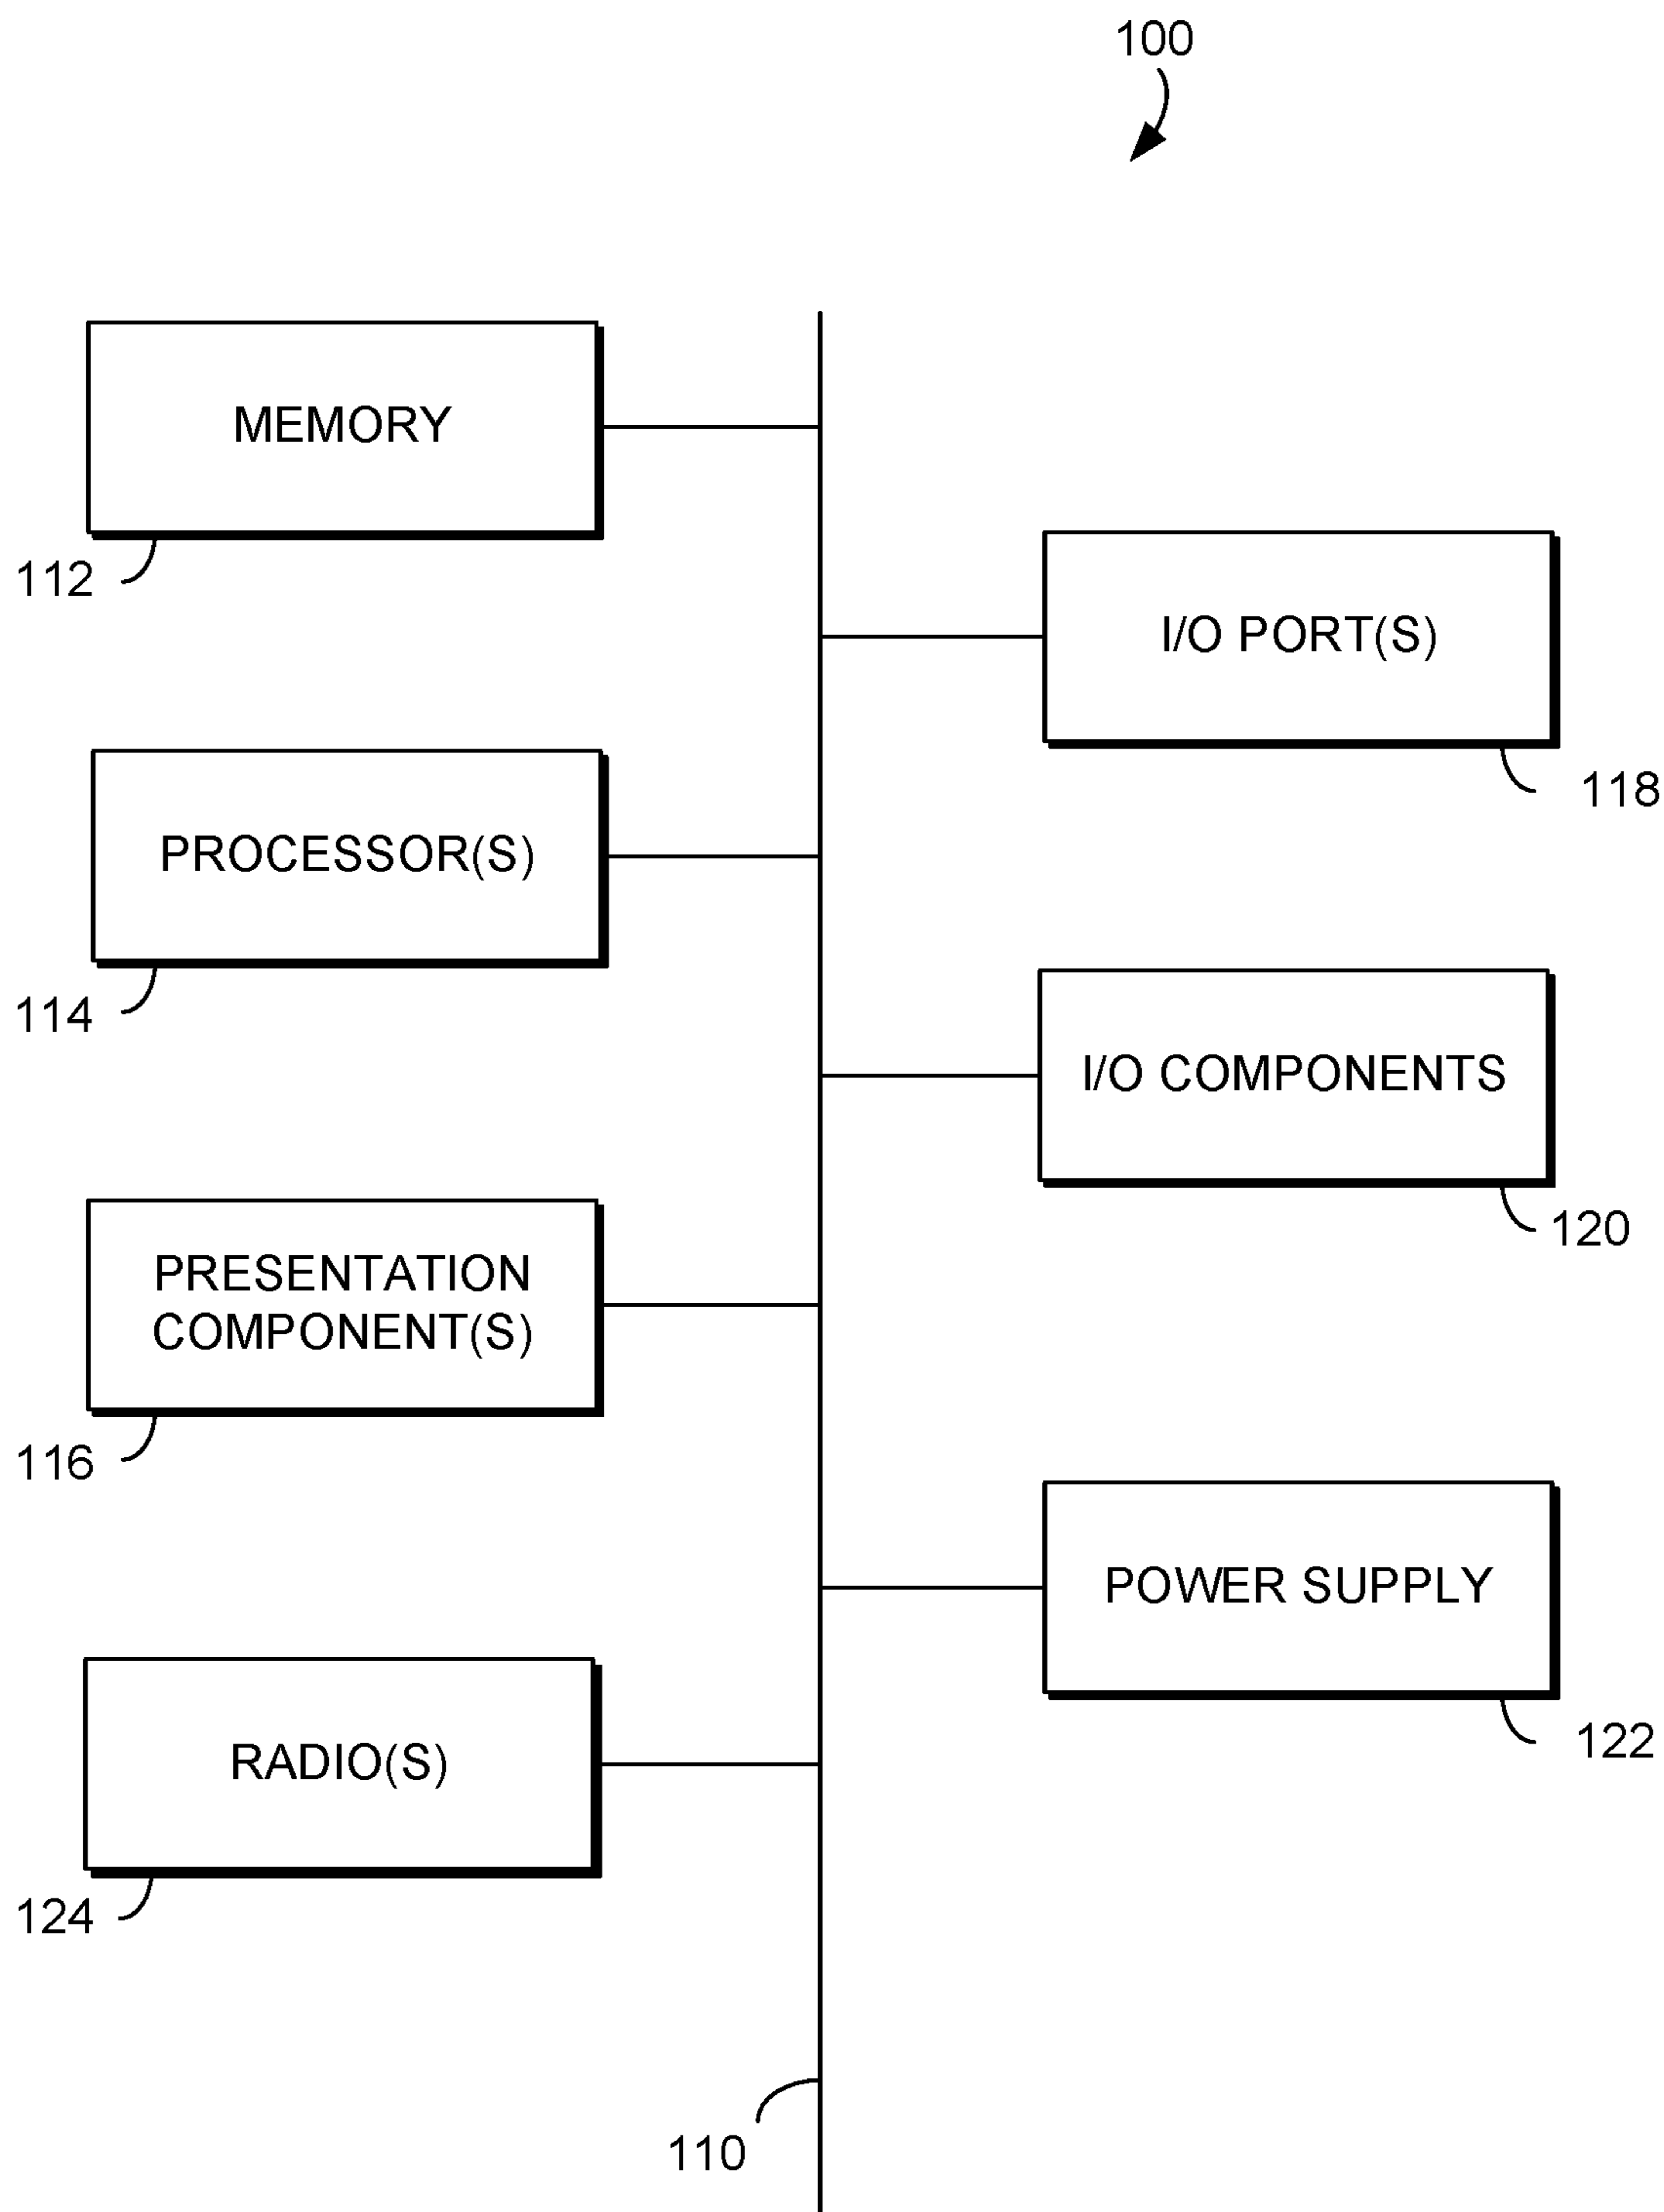 100
MEMORY
112
I/O PORT(S)
118
PROCESSOR(S)
114
I/O COMPONENTS
120
PRESENTATION
COMPONENT(S)
116
POWER SUPPLY
122
RADIO(S)
124
110